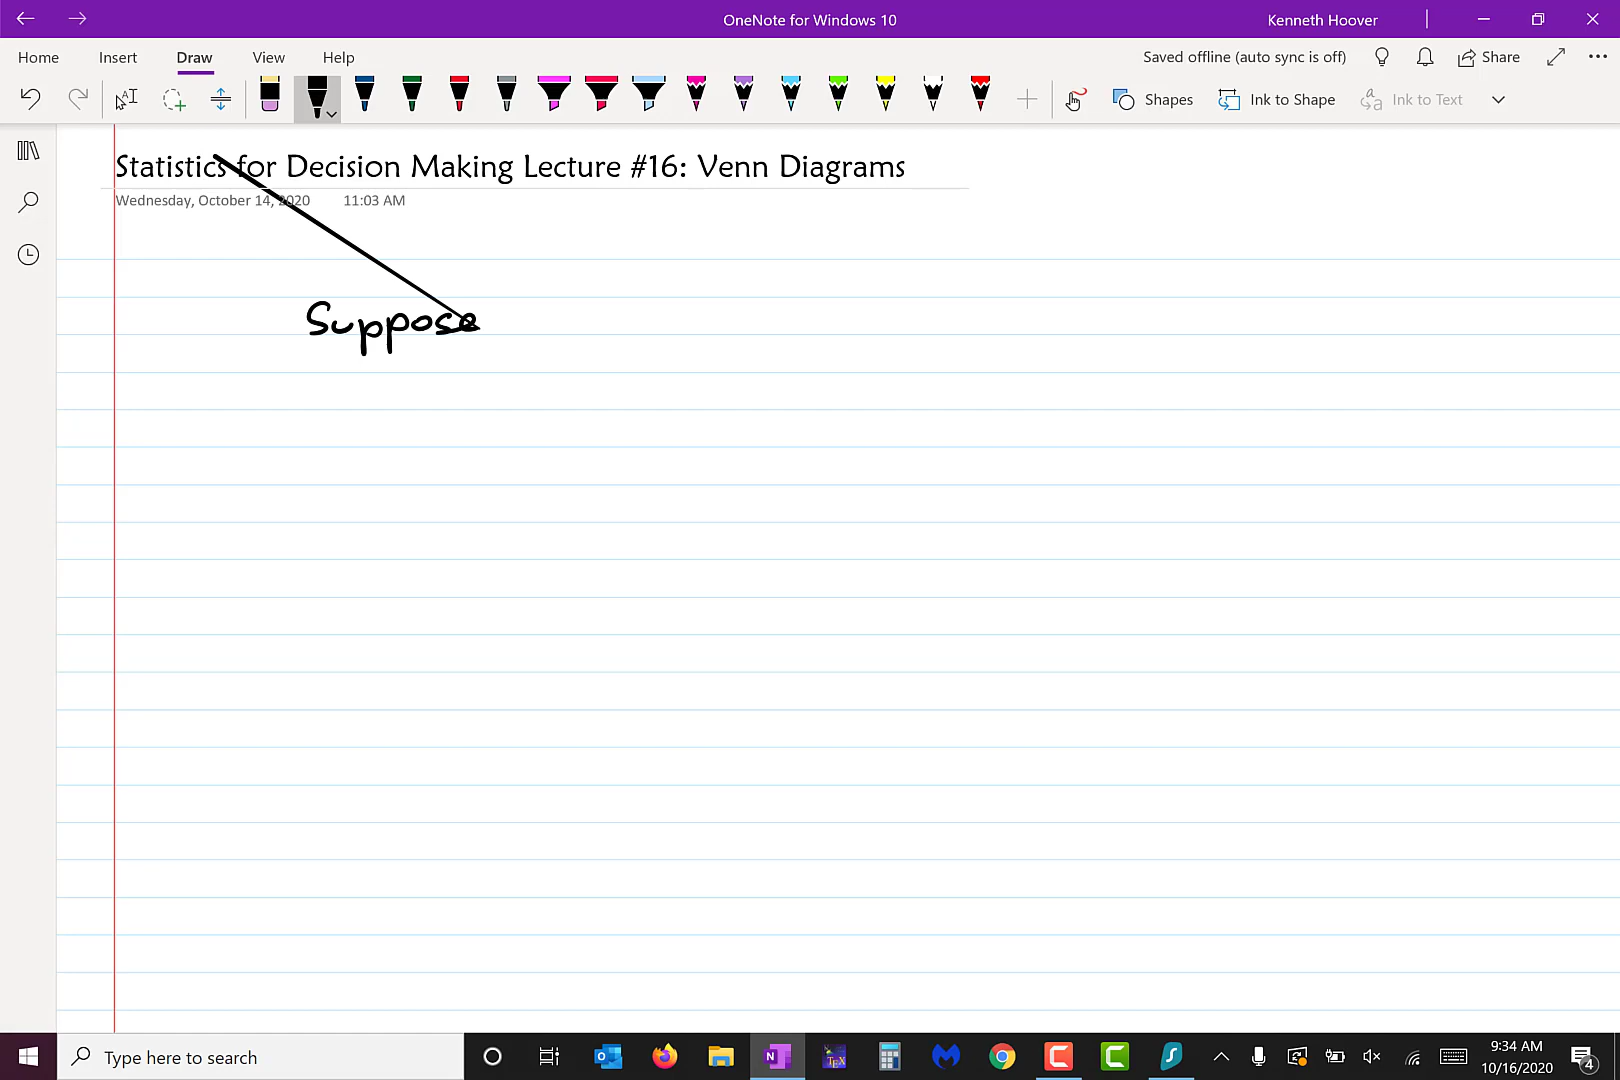 OneNote for Windows 10
Kenneth Hoover
Home Insert Draw View Help
Saved offline (auto sync is off) Share
Shapes Ink to Shape Ink to Text
Statistics for Decision Making Lecture #16: Venn Diagrams
Wednesday, October 14, 2020 11:03 AM
Suppose
Type here to search
9:34 AM
10/16/2020
4